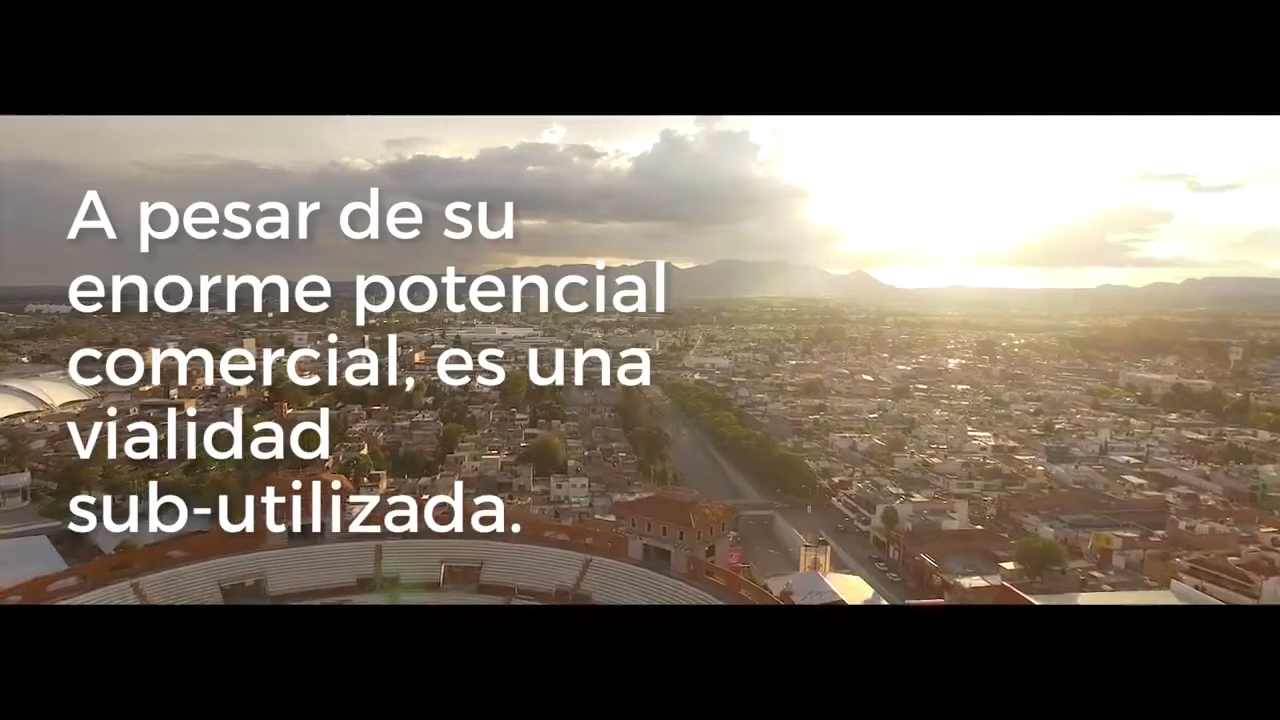 A pesar de su
enorme potencial
comercial, es una
vialidad
sub-utilizada.